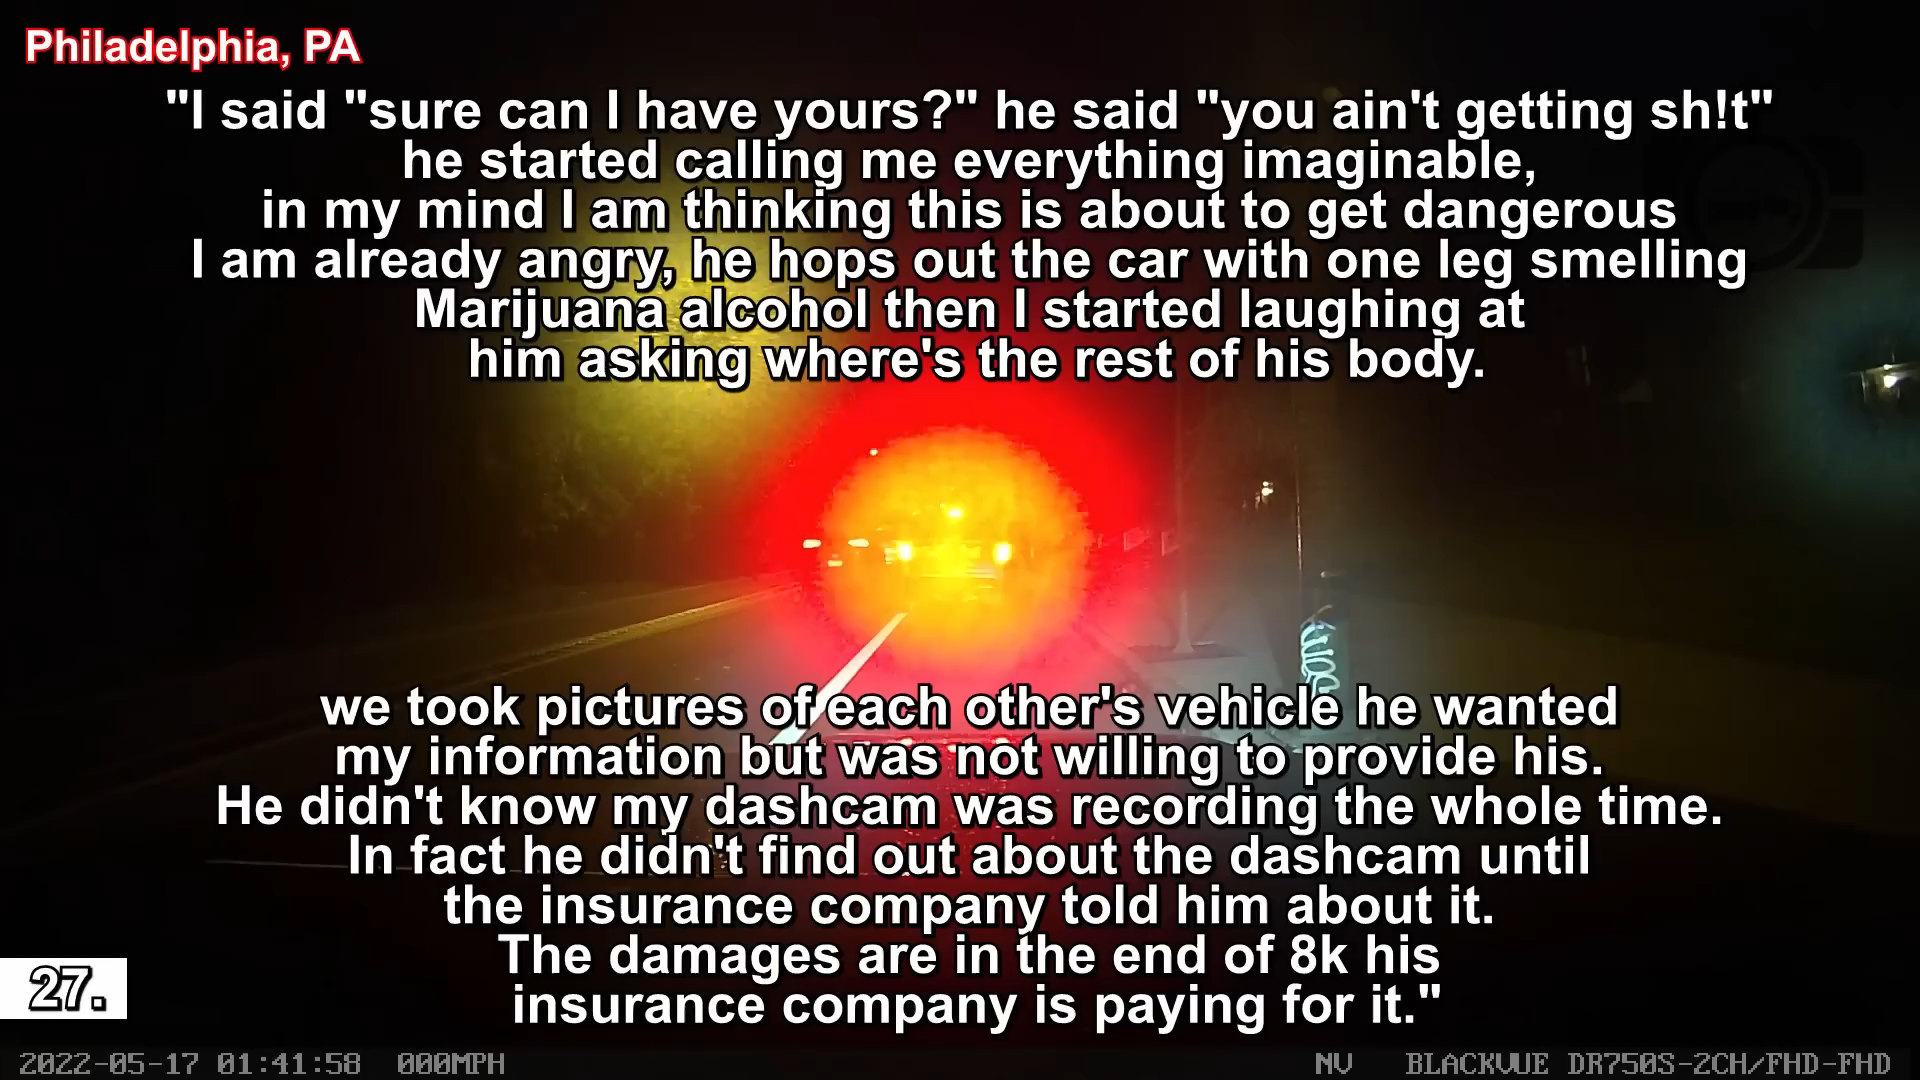 Philadelphia, PA
"I said "sure can I have yours?" he said "you ain't getting sh!t"
he started calling me everything imaginable,
in my mind I am thinking this is about to get dangerous
I am already angry, he hops out the car with one leg smelling
Marijuana alcohol then I started laughing at
him asking where's the rest of his body.
we took pictures of each other's vehicle he wanted
my information but was not willing to provide his.
He didn't know my dashcam was recording the whole time.
In fact he didn't find out about the dashcam until
the insurance company told him about it.
The damages are in the end of 8k his
insurance company is paying for it."
27.
2022-05-17 01:41:58 000MPH
NV BLACKVUE DR750S-2CH/FHD-FHD